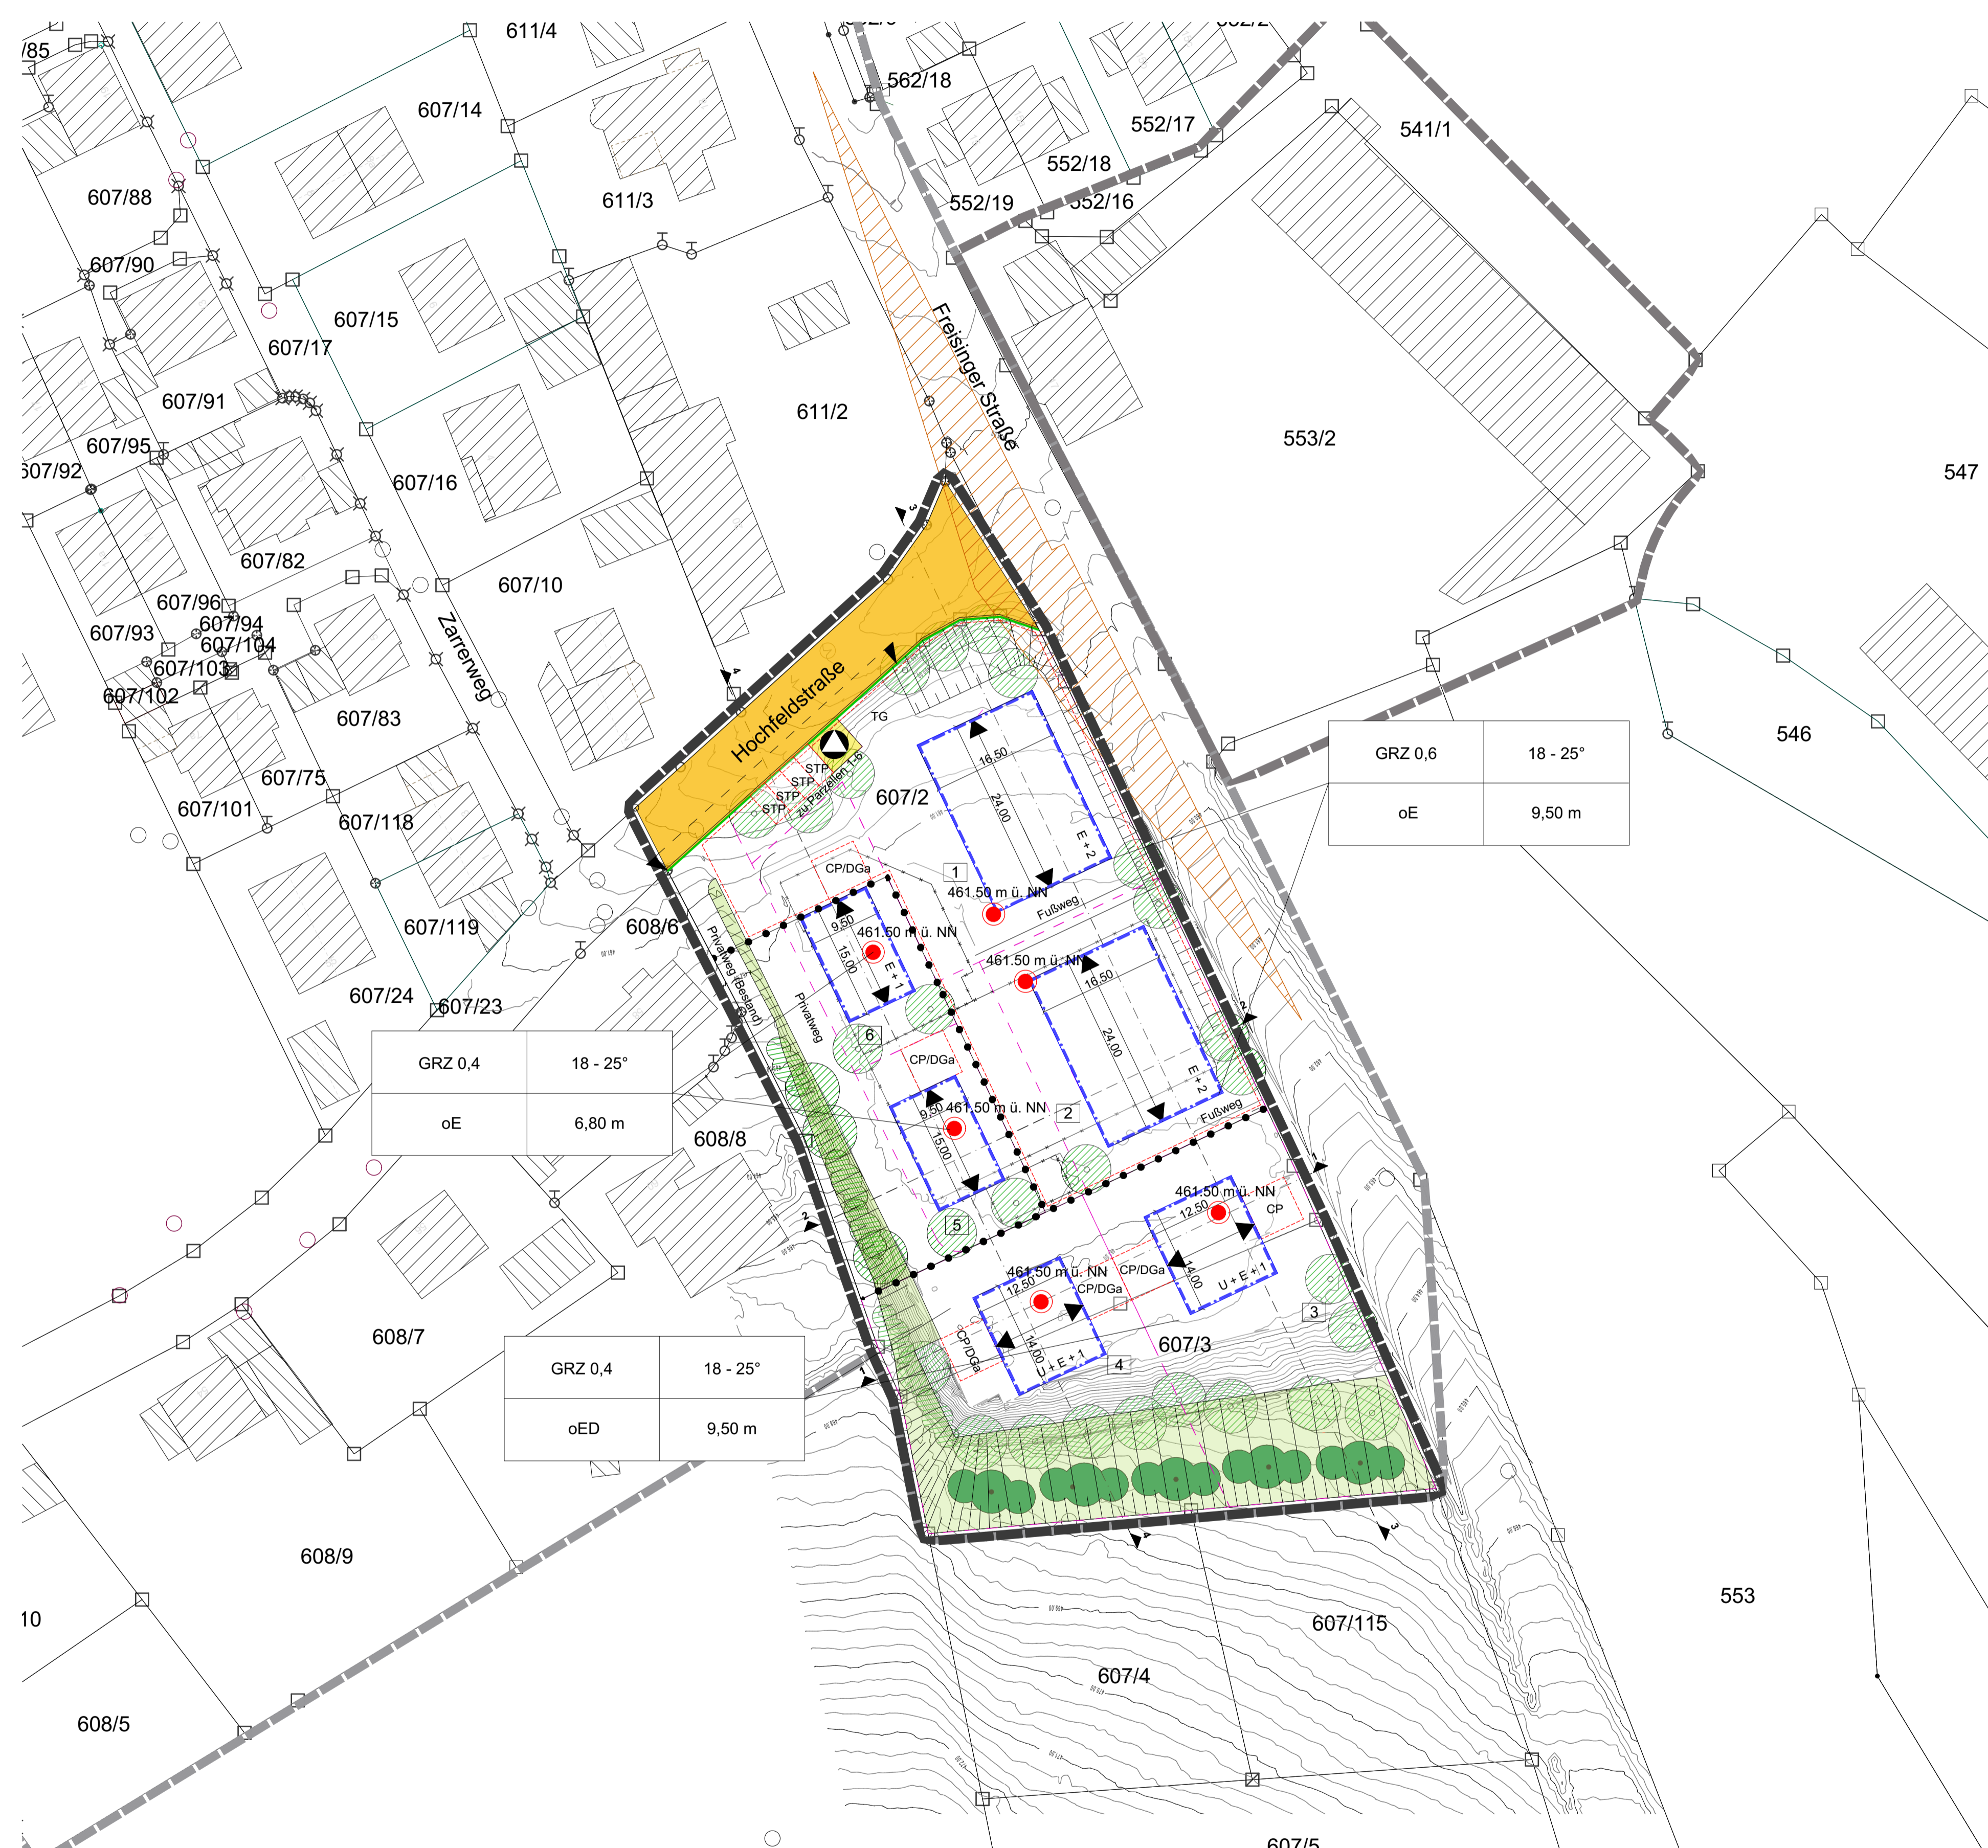 611/4
562/18
/85
607/14
541/1
552/17
552/18
607/88
611/3
552/19
552/16
607/90
607/15
Freisinger Straße
607/17
607/91
611/2
553/2
607/95
607/92
547
607/16
3
607/82
607/10
607/96
607/93
607/94
607/104
607/103
Zarrerweg
4
607/102
Hochfeldstraße
607/83
TG
546
GRZ 0,6
18 - 25°
16,50
STP
STP
STP
STP
zu Parzellen 1-6
607/75
607/2
24,00
607/101
oE
9,50 m
607/118
E + 2
CP/DGa
1
461.50 m ü. NN
Fußweg
607/119
608/6
9,50
461.50 m ü. NN
Privatweg (Bestand)
15,00
E + 1
461.50 m ü. NN
16,50
607/24
607/23
Privatweg
2
6
24,00
GRZ 0,4
18 - 25°
CP/DGa
E + 2
oE
6,80 m
9,50
461.50 m ü. NN
2
Fußweg
608/8
15,00
1
461.50 m ü. NN
12,50
CP
2
5
461.50 m ü. NN
CP/DGa
14,00
U + E + 1
12,50
CP/DGa
3
608/7
CP/DGa
14,00
U + E + 1
4
607/3
GRZ 0,4
18 - 25°
1
oED
9,50 m
4
3
608/9
10
553
607/115
607/4
608/5
607/5